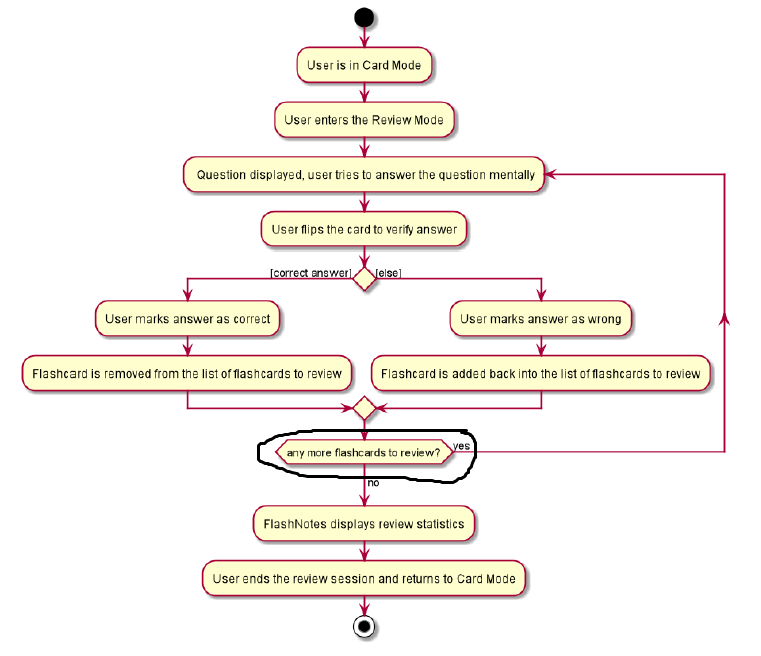 User is in Card Mode
User enters the Review Mode
Question displayed, user tries to answer the question mentally
User flips the card to verify answer
[correct answer]
[else]
User marks answer as correct
User marks answer as wrong
Flashcard is removed from the list of flashcards to review
Flashcard is added back into the list of flashcards to review
any more flashcards to review?
yes
no
FlashNotes displays review statistics
User ends the review session and returns to Card Mode